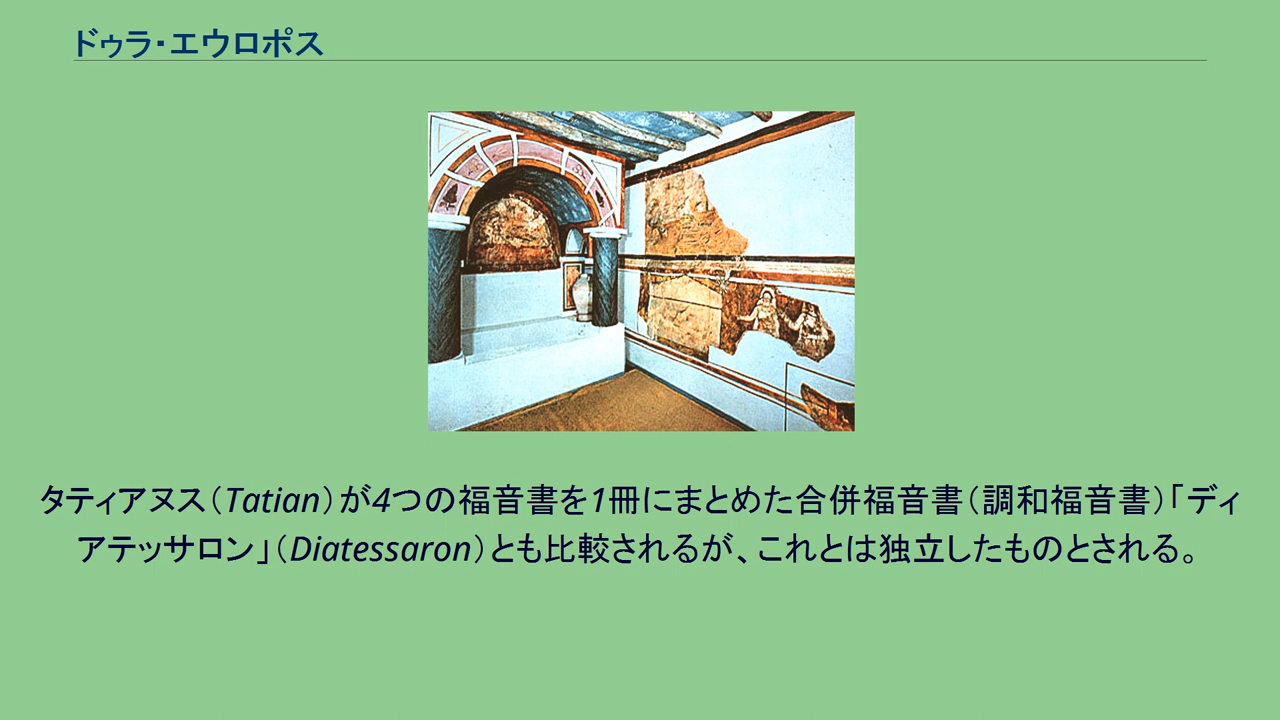 ドゥラ・エウロポス
タティアヌス（Tatian）が4つの福音書を1冊にまとめた合併福音書（調和福音書）「ディ
アテッサロン」（Diatessaron）とも比較されるが、これとは独立したものとされる。